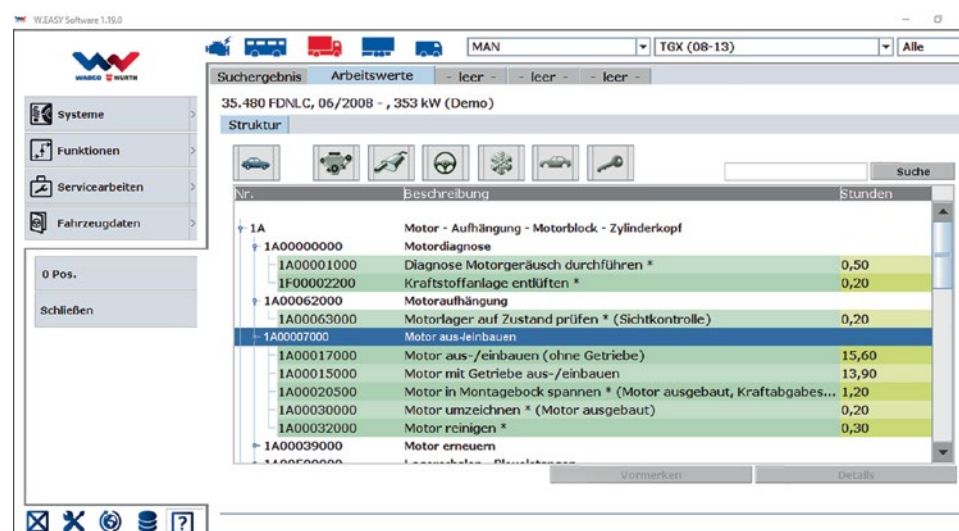 W.EASY Software 1.19.0
WABCO WÜRTH
MAN TGX (08-13) Alle
Suchergebnis Arbeitswerte - leer - - leer - - leer -
35.480 FDNLC, 06/2008 - , 353 kW (Demo)
Struktur
Systeme
Funktionen
Servicearbeiten
Fahrzeugdaten
0 Pos.
Schließen
Suche
Nr. Beschreibung Stunden
1A Motor - Aufhängung - Motorblock - Zylinderkopf
1A00000000 Motordiagnose
1A00001000 Diagnose Motorgeräusch durchführen * 0,50
1F00002200 Kraftstoffanlage entlüften * 0,20
1A00062000 Motoraufhängung
1A00063000 Motorlager auf Zustand prüfen * (Sichtkontrolle) 0,20
1A00007000 Motor aus-/einbauen
1A00017000 Motor aus-/einbauen (ohne Getriebe) 15,60
1A00015000 Motor mit Getriebe aus-/einbauen 13,90
1A00020500 Motor in Montagebock spannen * (Motor ausgebaut, Kraftabgabes... 1,20
1A00030000 Motor umzeichnen * (Motor ausgebaut) 0,20
1A00032000 Motor reinigen * 0,30
1A00039000 Motor erneuern
Vormerken Details
?